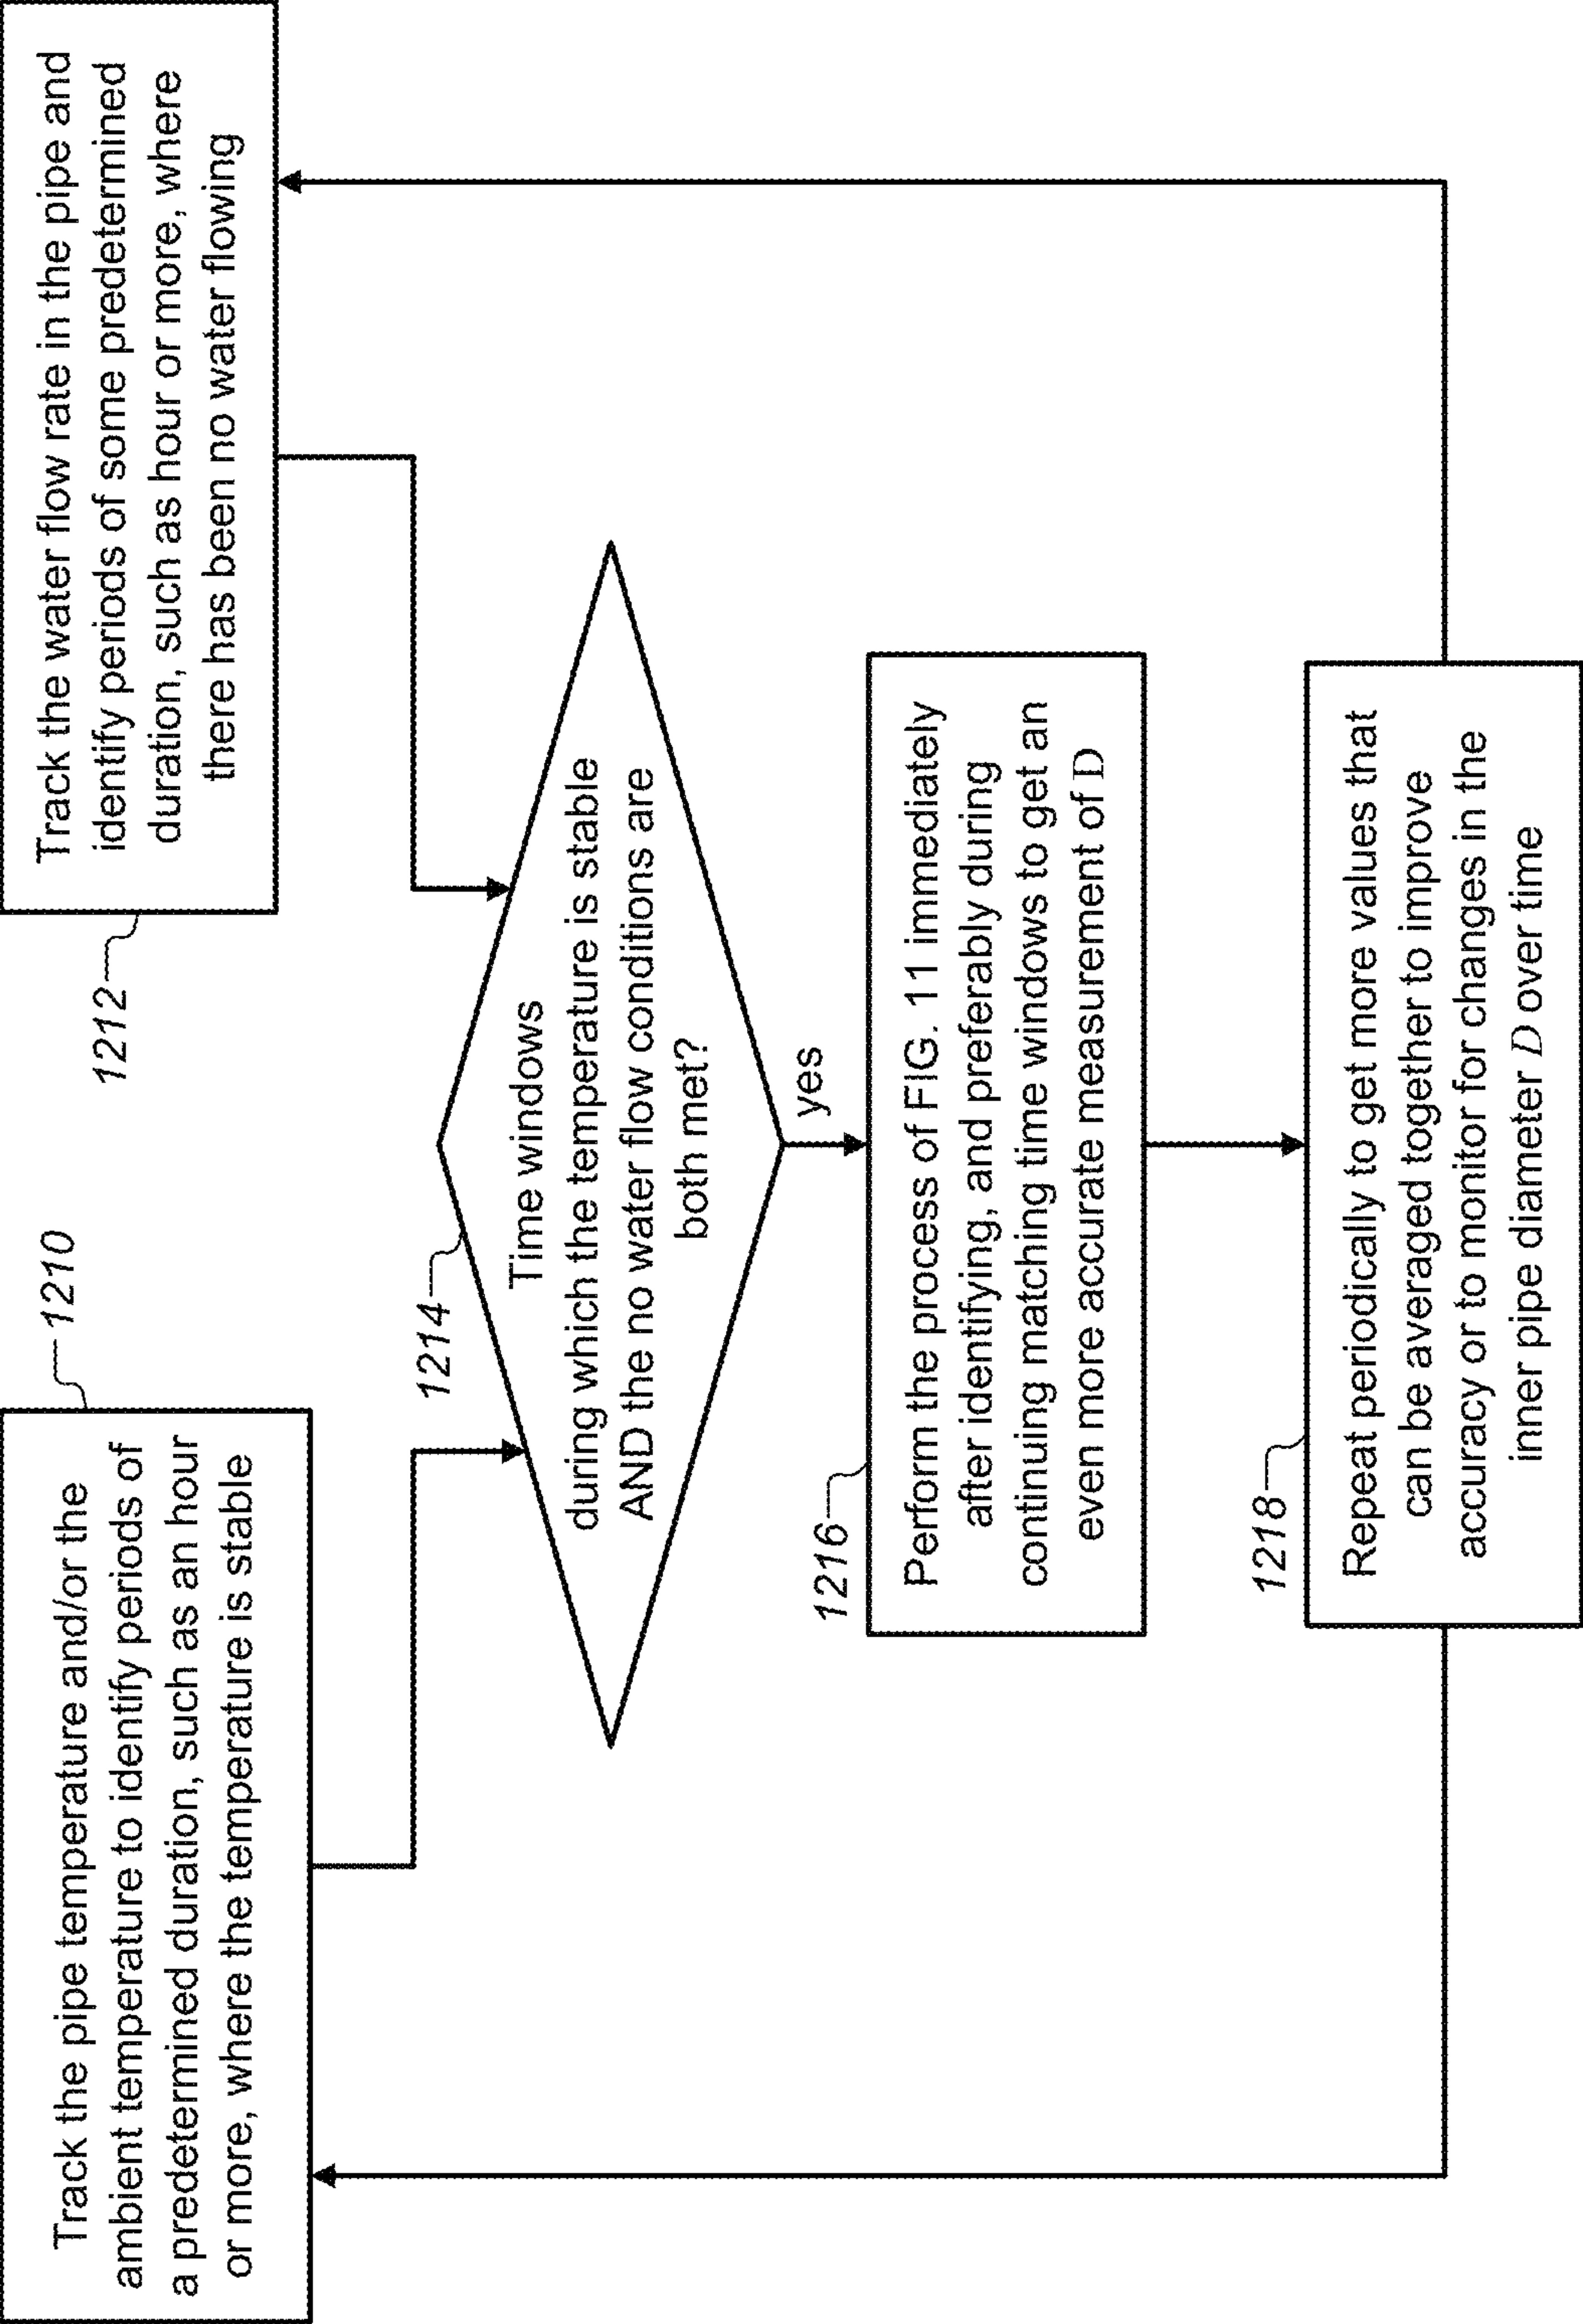 1210
Track the pipe temperature and/or the
ambient temperature to identify periods of
a predetermined duration, such as an hour
or more, where the temperature is stable
1212
Track the water flow rate in the pipe and
identify periods of some predetermined
duration, such as hour or more, where
there has been no water flowing
1214
Time windows
during which the temperature is stable
AND the no water flow conditions are
both met?
yes
1216
Perform the process of FIG. 11 immediately
after identifying, and preferably during
continuing matching time windows to get an
even more accurate measurement of D
1218
Repeat periodically to get more values that
can be averaged together to improve
accuracy or to monitor for changes in the
inner pipe diameter D over time